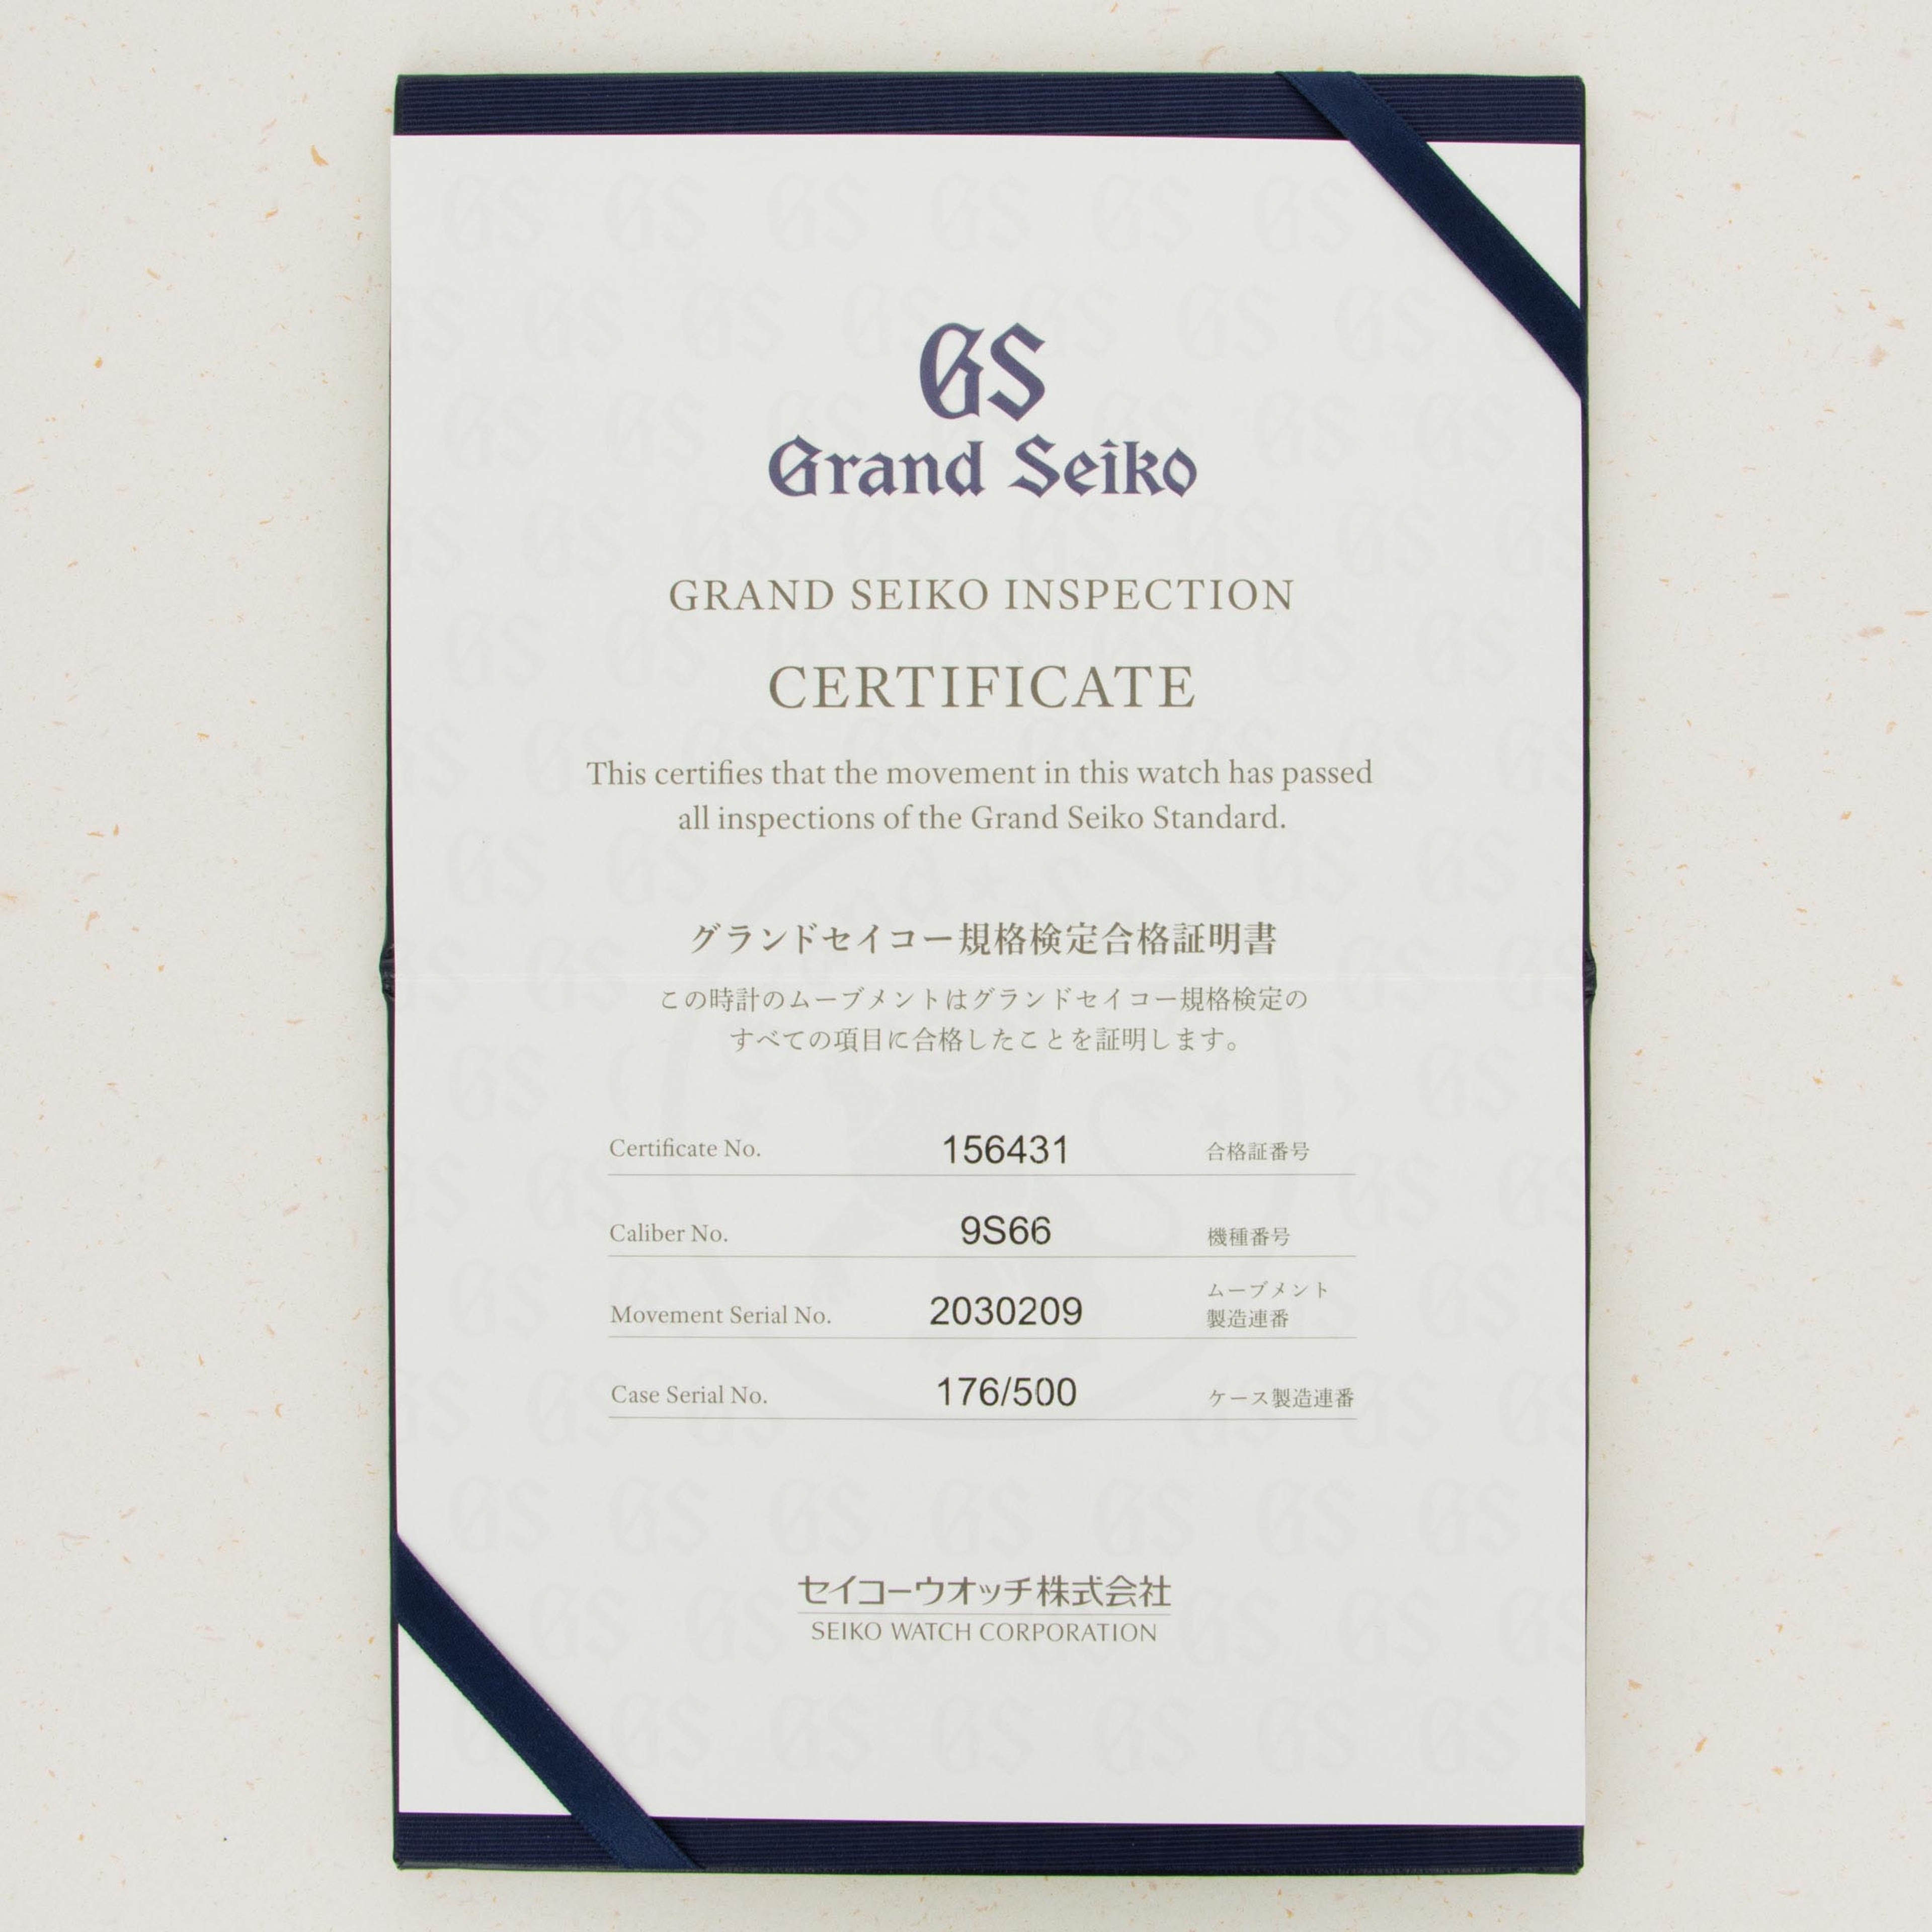 GS
Grand Seiko
GRAND SEIKO INSPECTION
CERTIFICATE
This certifies that the movement in this watch has passed
all inspections of the Grand Seiko Standard.
グランドセイコー規格検定合格証明書
この時計のムーブメントはグランドセイコー規格検定の
すべての項目に合格したことを証明します。
Certificate No. 156431 合格証番号
Caliber No. 9S66 機種番号
Movement Serial No. 2030209 ムーブメント
製造連番
Case Serial No. 176/500 ケース製造連番
セイコーウオッチ株式会社
SEIKO WATCH CORPORATION